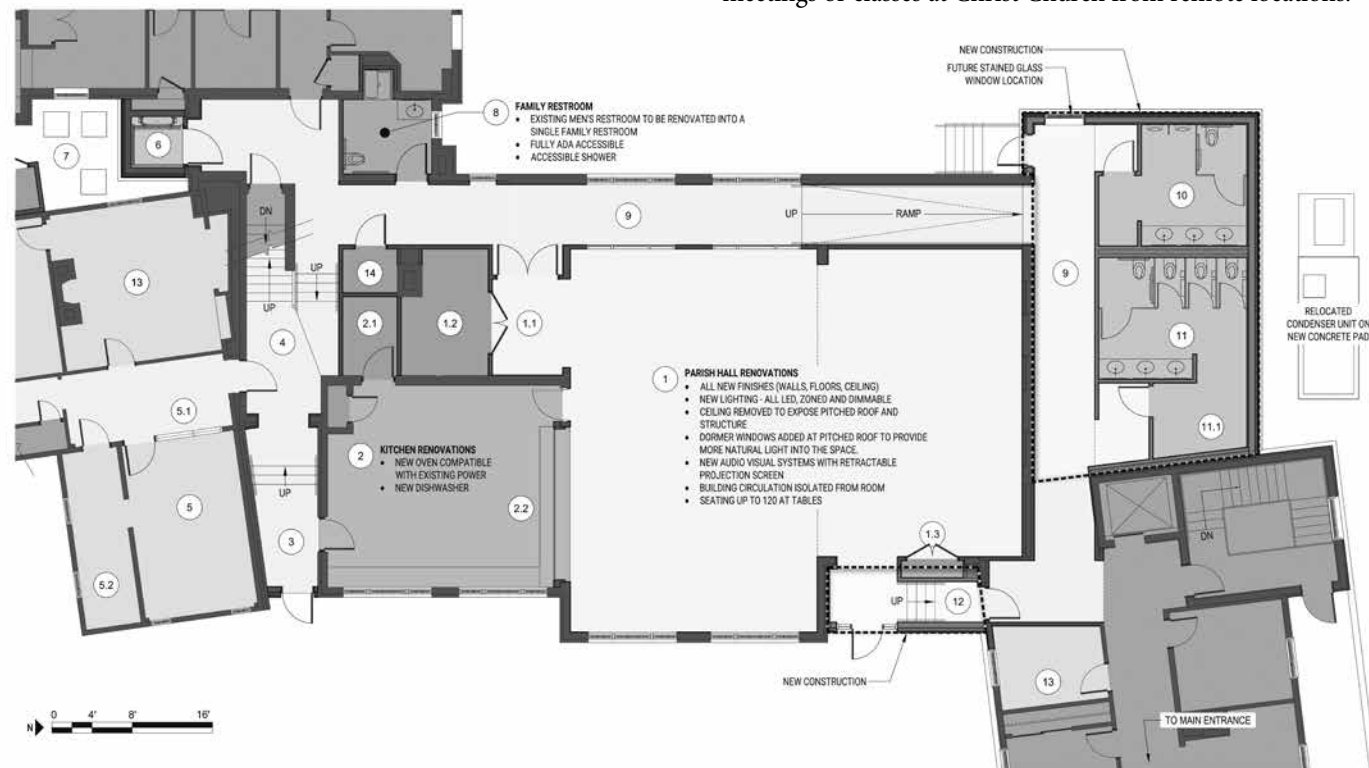 meetings or classes at Christ Church from remote locations.
NEW CONSTRUCTION
FUTURE STAINED GLASS
WINDOW LOCATION
8
FAMILY RESTROOM
• EXISTING MEN'S RESTROOM TO BE RENOVATED INTO A
SINGLE FAMILY RESTROOM
• FULLY ADA ACCESSIBLE
• ACCESSIBLE SHOWER
6
7
10
DN
9
UP
RAMP
9
13
UP
14
UP
2.1
1.2
1.1
4
11
RELOCATED
CONDENSER UNIT ON
NEW CONCRETE PAD
1
PARISH HALL RENOVATIONS
• ALL NEW FINISHES (WALLS, FLOORS, CEILING)
• NEW LIGHTING - ALL LED, ZONED AND DIMMABLE
• CEILING REMOVED TO EXPOSE PITCHED ROOF AND
STRUCTURE
• DORMER WINDOWS ADDED AT PITCHED ROOF TO PROVIDE
MORE NATURAL LIGHT INTO THE SPACE.
• NEW AUDIO VISUAL SYSTEMS WITH RETRACTABLE
PROJECTION SCREEN
• BUILDING CIRCULATION ISOLATED FROM ROOM
• SEATING UP TO 120 AT TABLES
5.1
11.1
2
KITCHEN RENOVATIONS
• NEW OVEN COMPATIBLE
WITH EXISTING POWER
• NEW DISHWASHER
UP
5
2.2
3
1.3
DN
5.2
UP
12
NEW CONSTRUCTION
13
TO MAIN ENTRANCE
N
0 4' 8' 16'